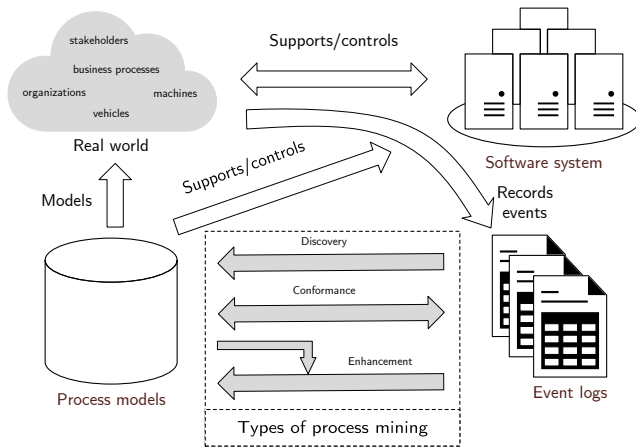 stakeholders
business processes
organizations
machines
vehicles
Real world
Supports/controls
Software system
Supports/controls
Models
Records
events
Discovery
Conformance
Enhancement
Process models
Event logs
Types of process mining